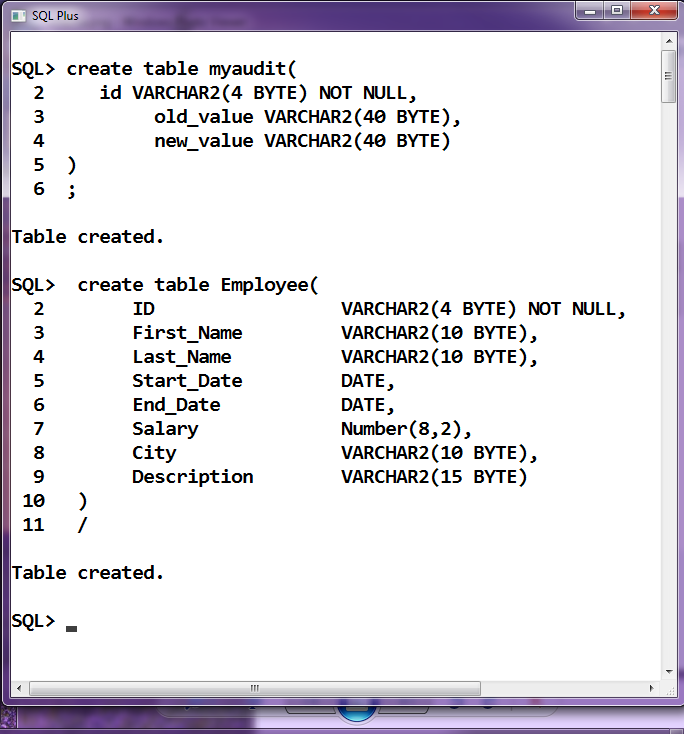 SQL Plus
SQL> create table myaudit(
  2     id VARCHAR2(4 BYTE) NOT NULL,
  3          old_value VARCHAR2(40 BYTE),
  4          new_value VARCHAR2(40 BYTE)
  5  )
  6  ;
Table created.
SQL>  create table Employee(
  2        ID                 VARCHAR2(4 BYTE) NOT NULL,
  3        First_Name         VARCHAR2(10 BYTE),
  4        Last_Name          VARCHAR2(10 BYTE),
  5        Start_Date         DATE,
  6        End_Date           DATE,
  7        Salary             Number(8,2),
  8        City               VARCHAR2(10 BYTE),
  9        Description        VARCHAR2(15 BYTE)
 10   )
 11   /
Table created.
SQL>